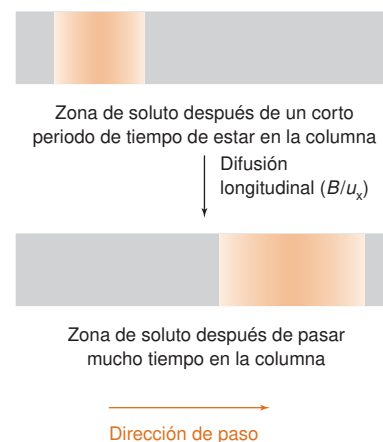 Zona de soluto después de un corto
periodo de tiempo de estar en la columna
Difusión
longitudinal (B/uₓ)
Zona de soluto después de pasar
mucho tiempo en la columna
Dirección de paso